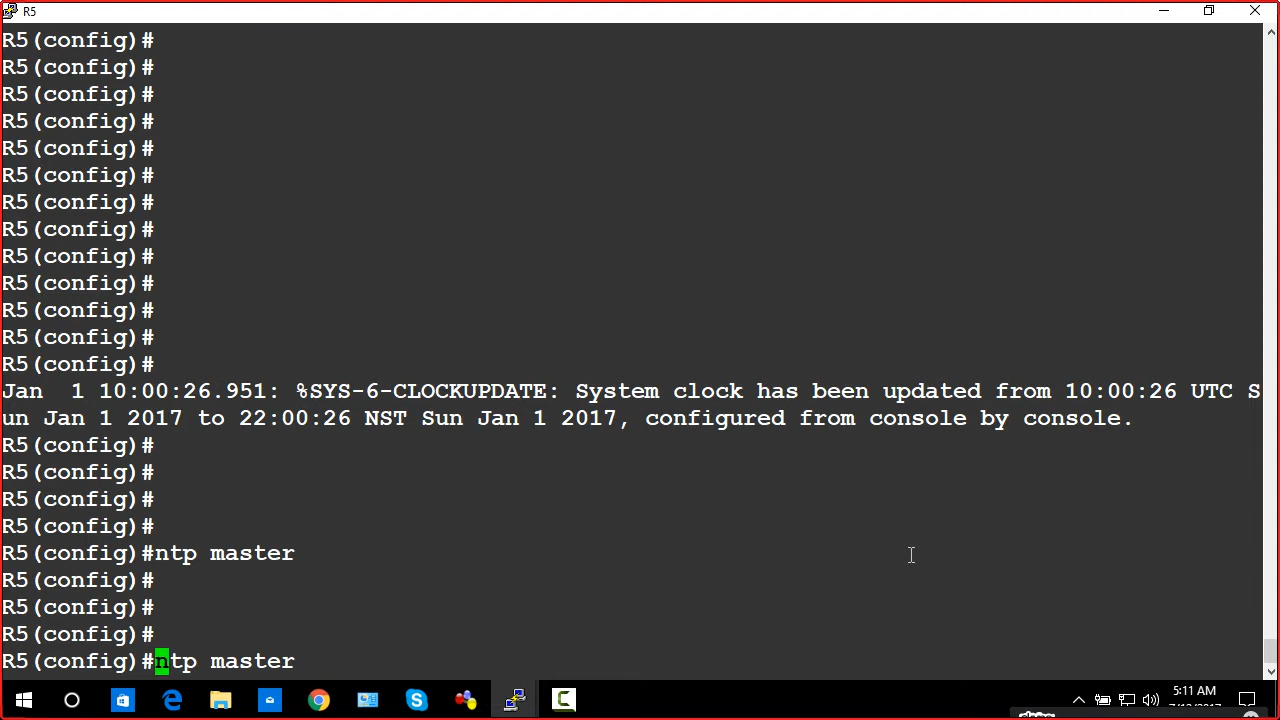 R5
R5(config)#
R5(config)#
R5(config)#
R5(config)#
R5(config)#
R5(config)#
R5(config)#
R5(config)#
R5(config)#
R5(config)#
R5(config)#
R5(config)#
R5(config)#
Jan  1 10:00:26.951: %SYS-6-CLOCKUPDATE: System clock has been updated from 10:00:26 UTC S
un Jan 1 2017 to 22:00:26 NST Sun Jan 1 2017, configured from console by console.
R5(config)#
R5(config)#
R5(config)#
R5(config)#
R5(config)#ntp master
R5(config)#
R5(config)#
R5(config)#
R5(config)#ntp master
5:11 AM